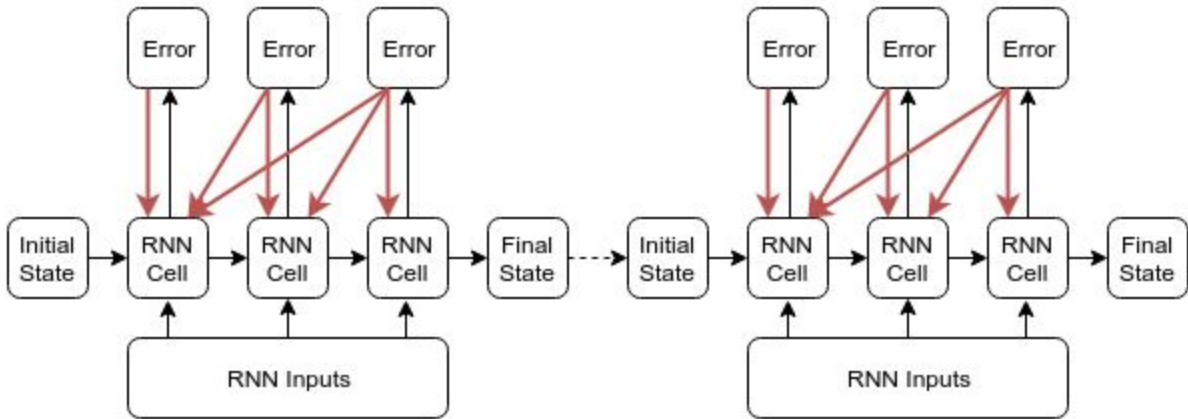 Error
Error
Error
Error
Error
Error
Initial
State
RNN
Cell
RNN
Cell
RNN
Cell
Final
State
Initial
State
RNN
Cell
RNN
Cell
RNN
Cell
Final
State
RNN Inputs
RNN Inputs